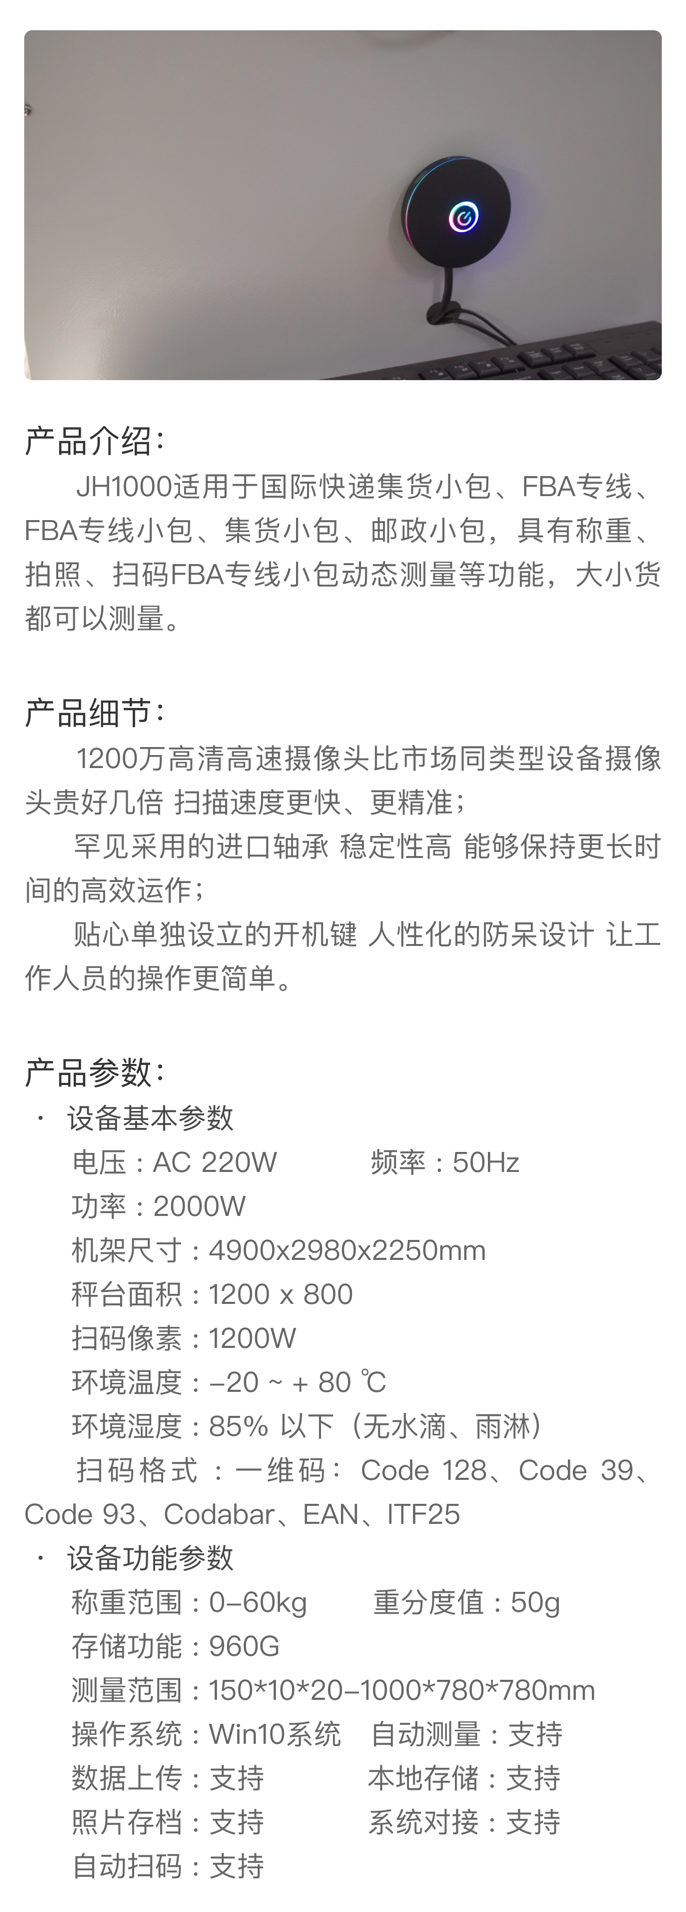 产品介绍：
JH1000适用于国际快递集货小包、FBA专线、
FBA专线小包、集货小包、邮政小包，具有称重、
拍照、扫码FBA专线小包动态测量等功能，大小货
都可以测量。
产品细节：
1200万高清高速摄像头比市场同类型设备摄像
头贵好几倍 扫描速度更快、更精准；
罕见采用的进口轴承 稳定性高 能够保持更长时
间的高效运作；
贴心单独设立的开机键 人性化的防呆设计 让工
作人员的操作更简单。
产品参数：
· 设备基本参数
电压：AC 220W 频率：50Hz
功率：2000W
机架尺寸：4900x2980x2250mm
秤台面积：1200 x 800
扫码像素：1200W
环境温度：-20 ~ + 80 ℃
环境湿度：85% 以下（无水滴、雨淋）
扫码格式：一维码：Code 128、Code 39、
Code 93、Codabar、EAN、ITF25
· 设备功能参数
称重范围：0-60kg 重分度值：50g
存储功能：960G
测量范围：150*10*20-1000*780*780mm
操作系统：Win10系统 自动测量：支持
数据上传：支持 本地存储：支持
照片存档：支持 系统对接：支持
自动扫码：支持